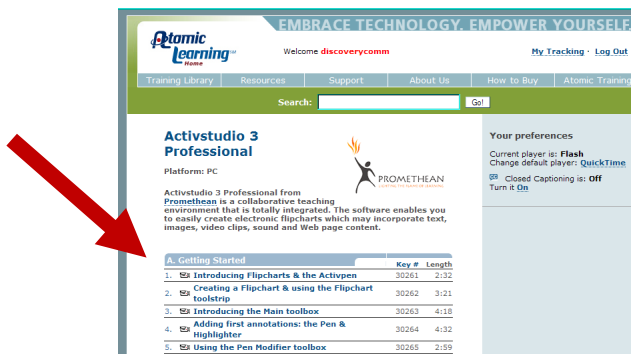 EMBRACE TECHNOLOGY. EMPOWER YOURSELF.
Atomic Learning
Home
Welcome discoverycomm
My Tracking · Log Out
Training Library Resources Support About Us How to Buy Atomic Training
Search: Go!
Activstudio 3
Professional
Platform: PC
PROMETHEAN
Activstudio 3 Professional from
Promethean is a collaborative teaching
environment that is totally integrated. The software enables you
to easily create electronic flipcharts which may incorporate text,
images, video clips, sound and Web page content.
Your preferences
Current player is: Flash
Change default player: QuickTime
Closed Captioning is: Off
Turn it On
A. Getting Started Key # Length
1. Introducing Flipcharts & the Activpen 30261 2:32
2. Creating a Flipchart & using the Flipchart
toolstrip 30262 3:21
3. Introducing the Main toolbox 30263 4:18
4. Adding first annotations: the Pen &
Highlighter 30264 4:32
5. Using the Pen Modifier toolbox 30265 2:59